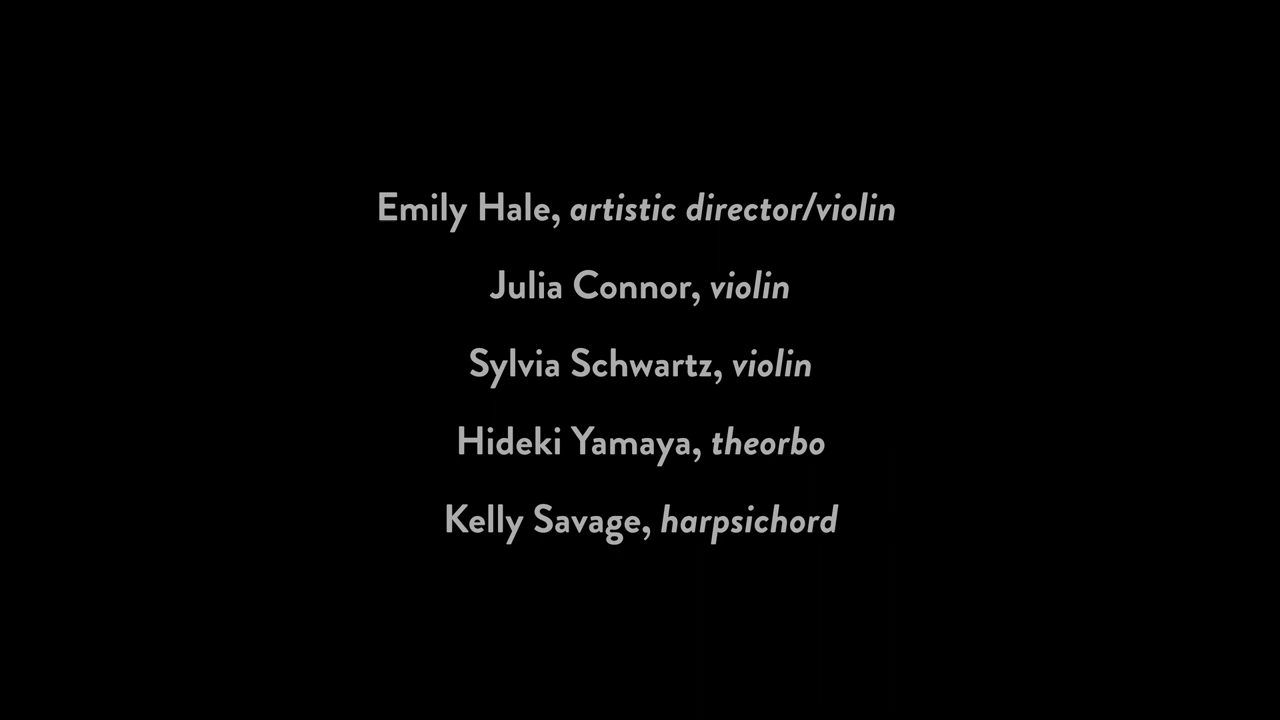 Emily Hale, artistic director/violin
Julia Connor, violin
Sylvia Schwartz, violin
Hideki Yamaya, theorbo
Kelly Savage, harpsichord